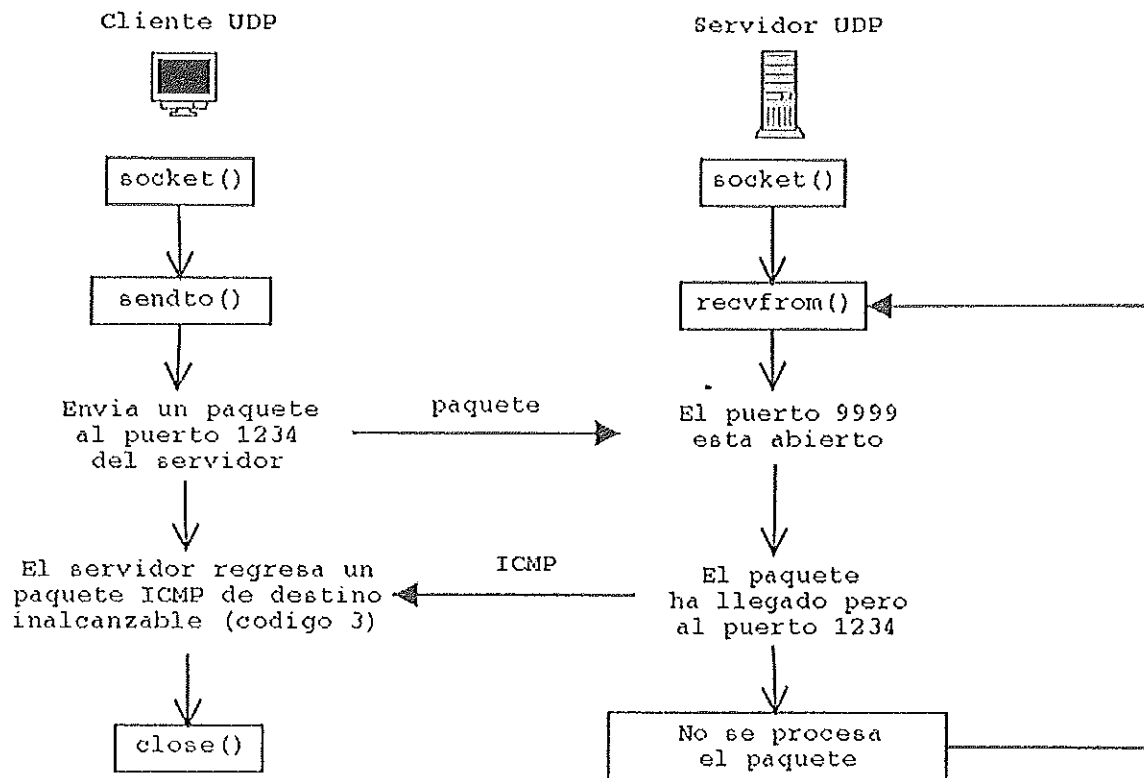 Cliente UDP
Servidor UDP
socket()
socket()
sendto()
recvfrom()
Envia un paquete
al puerto 1234
del servidor
paquete
El puerto 9999
esta abierto
El servidor regresa un
paquete ICMP de destino
inalcanzable (codigo 3)
ICMP
El paquete
ha llegado pero
al puerto 1234
close()
No se procesa
el paquete